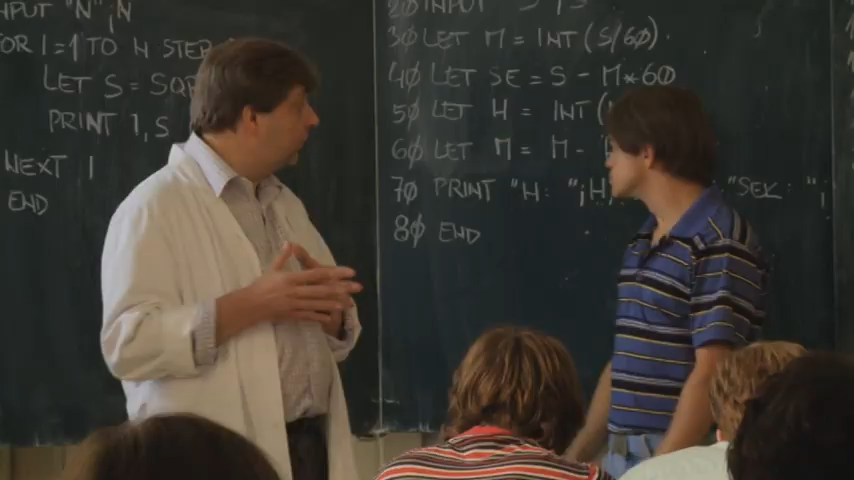 INPUT "N";N
FOR I=1 TO N STEP
LET S=SQR
PRINT I,S
NEXT I
END
20 INPUT
30 LET M = INT (S/60)
40 LET SE = S - M*60
50 LET H = INT (
60 LET M = M -
70 PRINT "H: ";H "SEK: ";
80 END